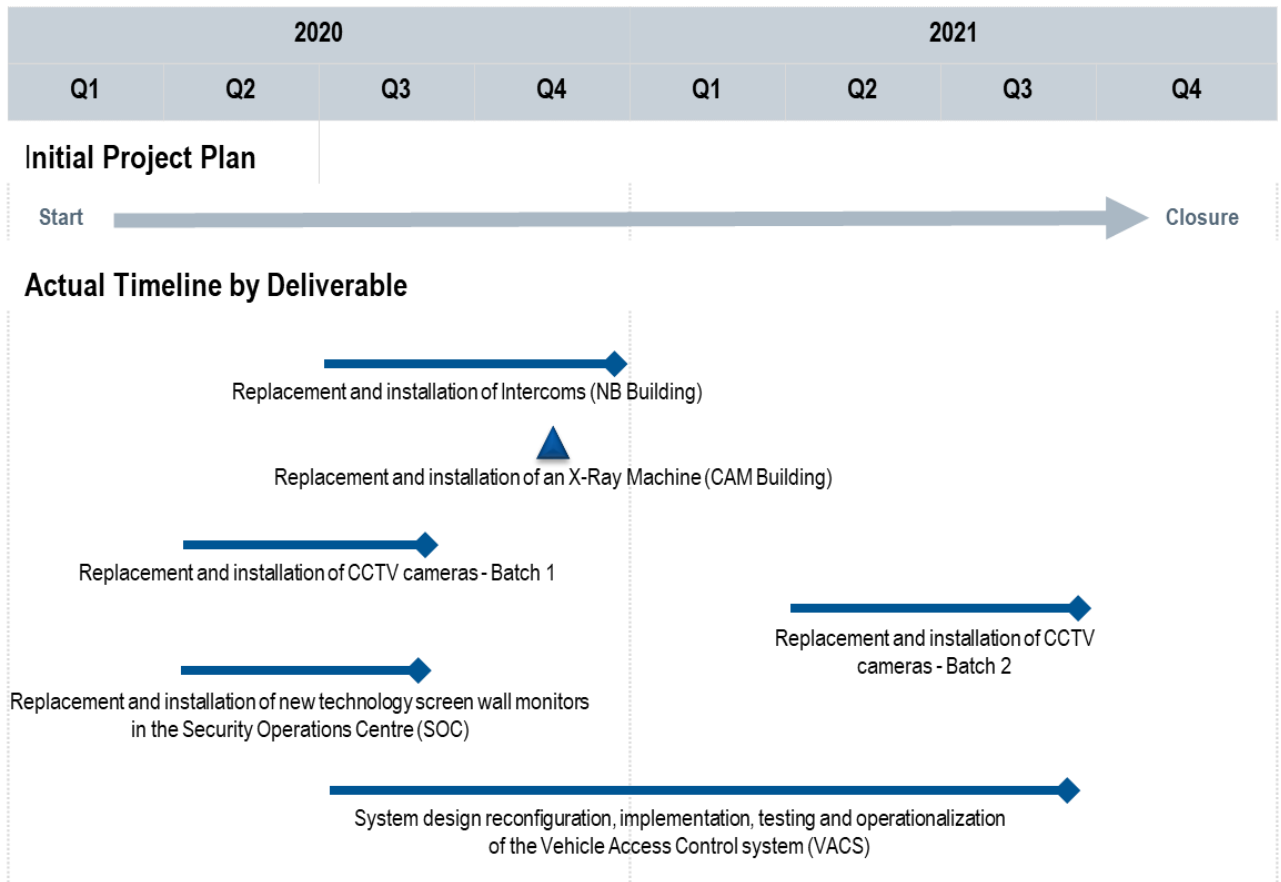 2020 2021
Q1 Q2 Q3 Q4 Q1 Q2 Q3 Q4
Initial Project Plan
Start Closure
Actual Timeline by Deliverable
Replacement and installation of Intercoms (NB Building)
Replacement and installation of an X-Ray Machine (CAM Building)
Replacement and installation of CCTV cameras - Batch 1
Replacement and installation of CCTV
cameras - Batch 2
Replacement and installation of new technology screen wall monitors
in the Security Operations Centre (SOC)
System design reconfiguration, implementation, testing and operationalization
of the Vehicle Access Control system (VACS)